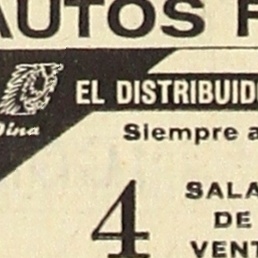 AUTOS
EL DISTRIBUID
Dina
Siempre a
4
SALA
DE
VENT